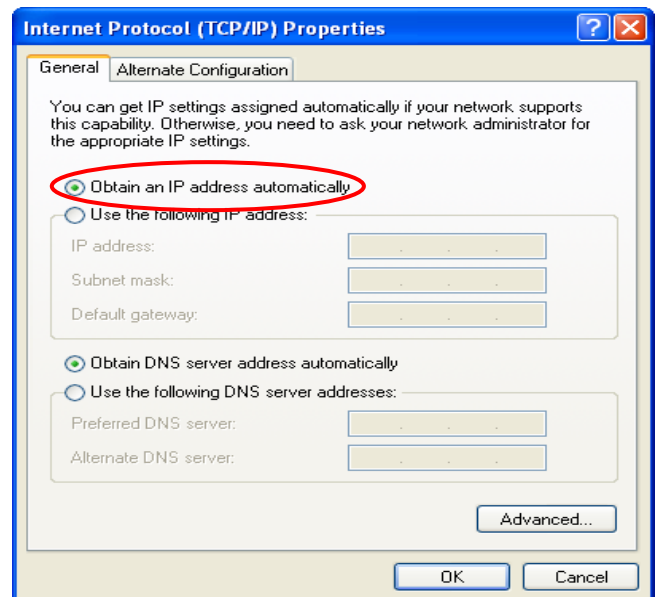 Internet Protocol (TCP/IP) Properties
General
Alternate Configuration
You can get IP settings assigned automatically if your network supports
this capability. Otherwise, you need to ask your network administrator for
the appropriate IP settings.
Obtain an IP address automatically
Use the following IP address:
IP address:
Subnet mask:
Default gateway:
Obtain DNS server address automatically
Use the following DNS server addresses:
Preferred DNS server:
Alternate DNS server:
Advanced...
OK
Cancel